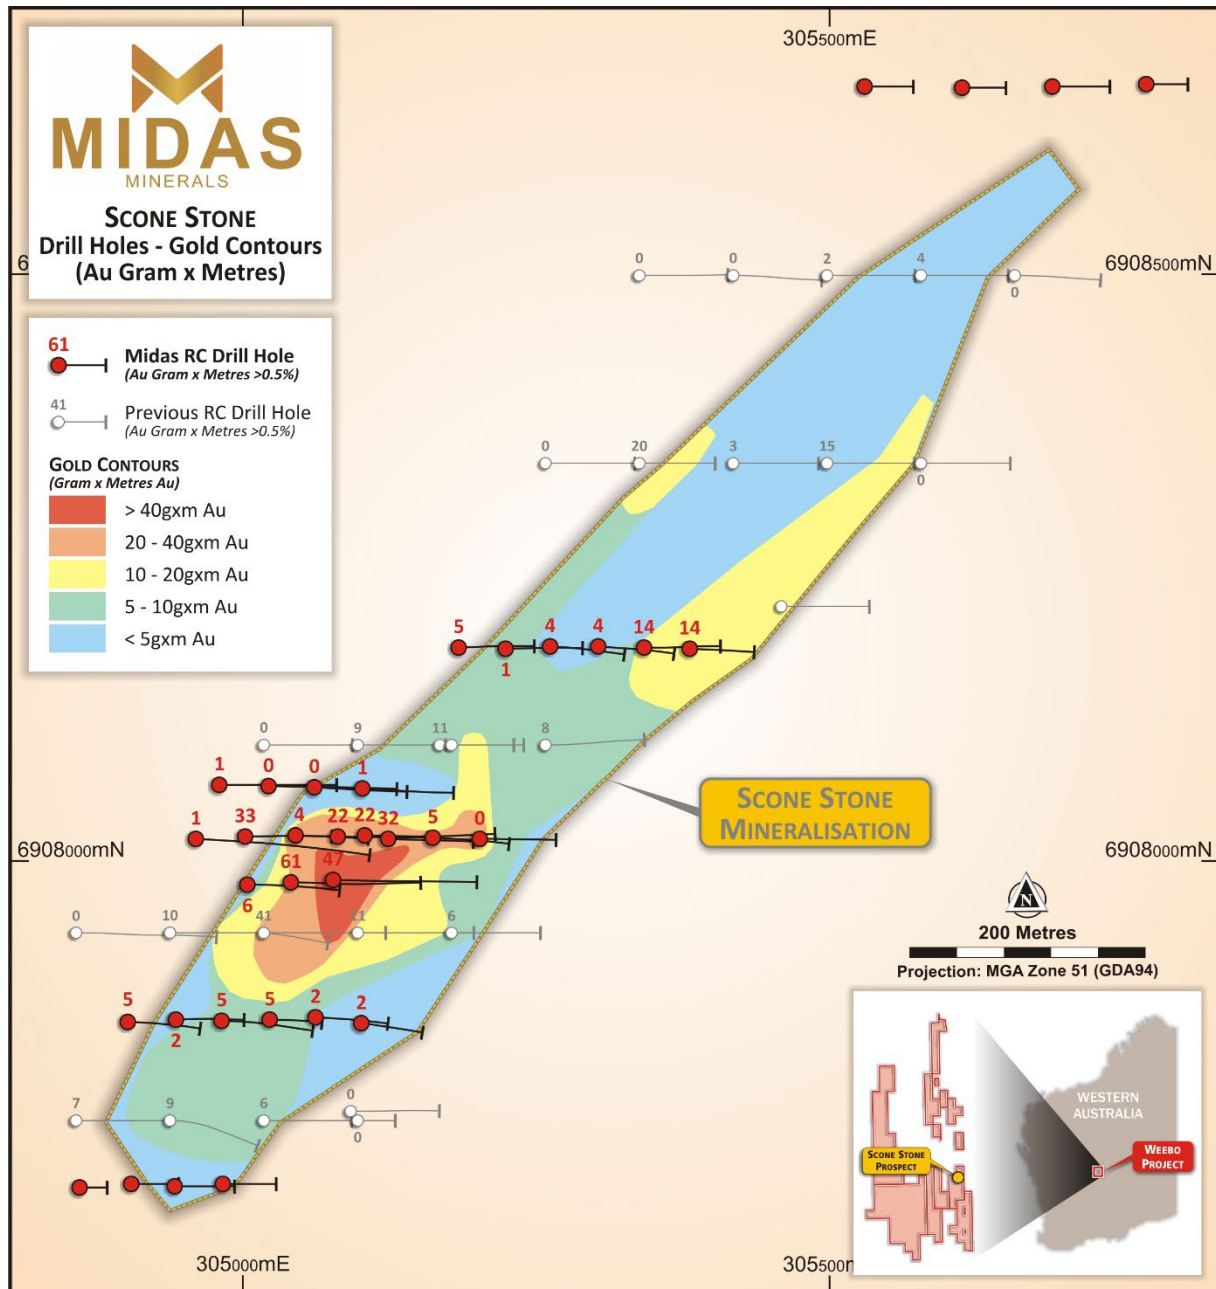 305500mE
MIDAS
MINERALS
SCONE STONE
Drill Holes - Gold Contours
(Au Gram x Metres)
6
6908500mN
0 0 2 4
0
61
Midas RC Drill Hole
(Au Gram x Metres >0.5%)
41
Previous RC Drill Hole
(Au Gram x Metres >0.5%)
GOLD CONTOURS
(Gram x Metres Au)
> 40gxm Au
20 - 40gxm Au
10 - 20gxm Au
5 - 10gxm Au
< 5gxm Au
0 20 3 15
0
5 4 4 14 14
1
0 9 11 8
1 0 0 1
SCONE STONE
MINERALISATION
1 33 4 22 22 32 5 0
6908000mN
6908000mN
61 47
6
0 10 41 11 6
N
200 Metres
Projection: MGA Zone 51 (GDA94)
5 5 5 2 2
2
7 9 6 0
0
WESTERN
AUSTRALIA
SCONE STONE
PROSPECT
WEEBO
PROJECT
305000mE
305500m